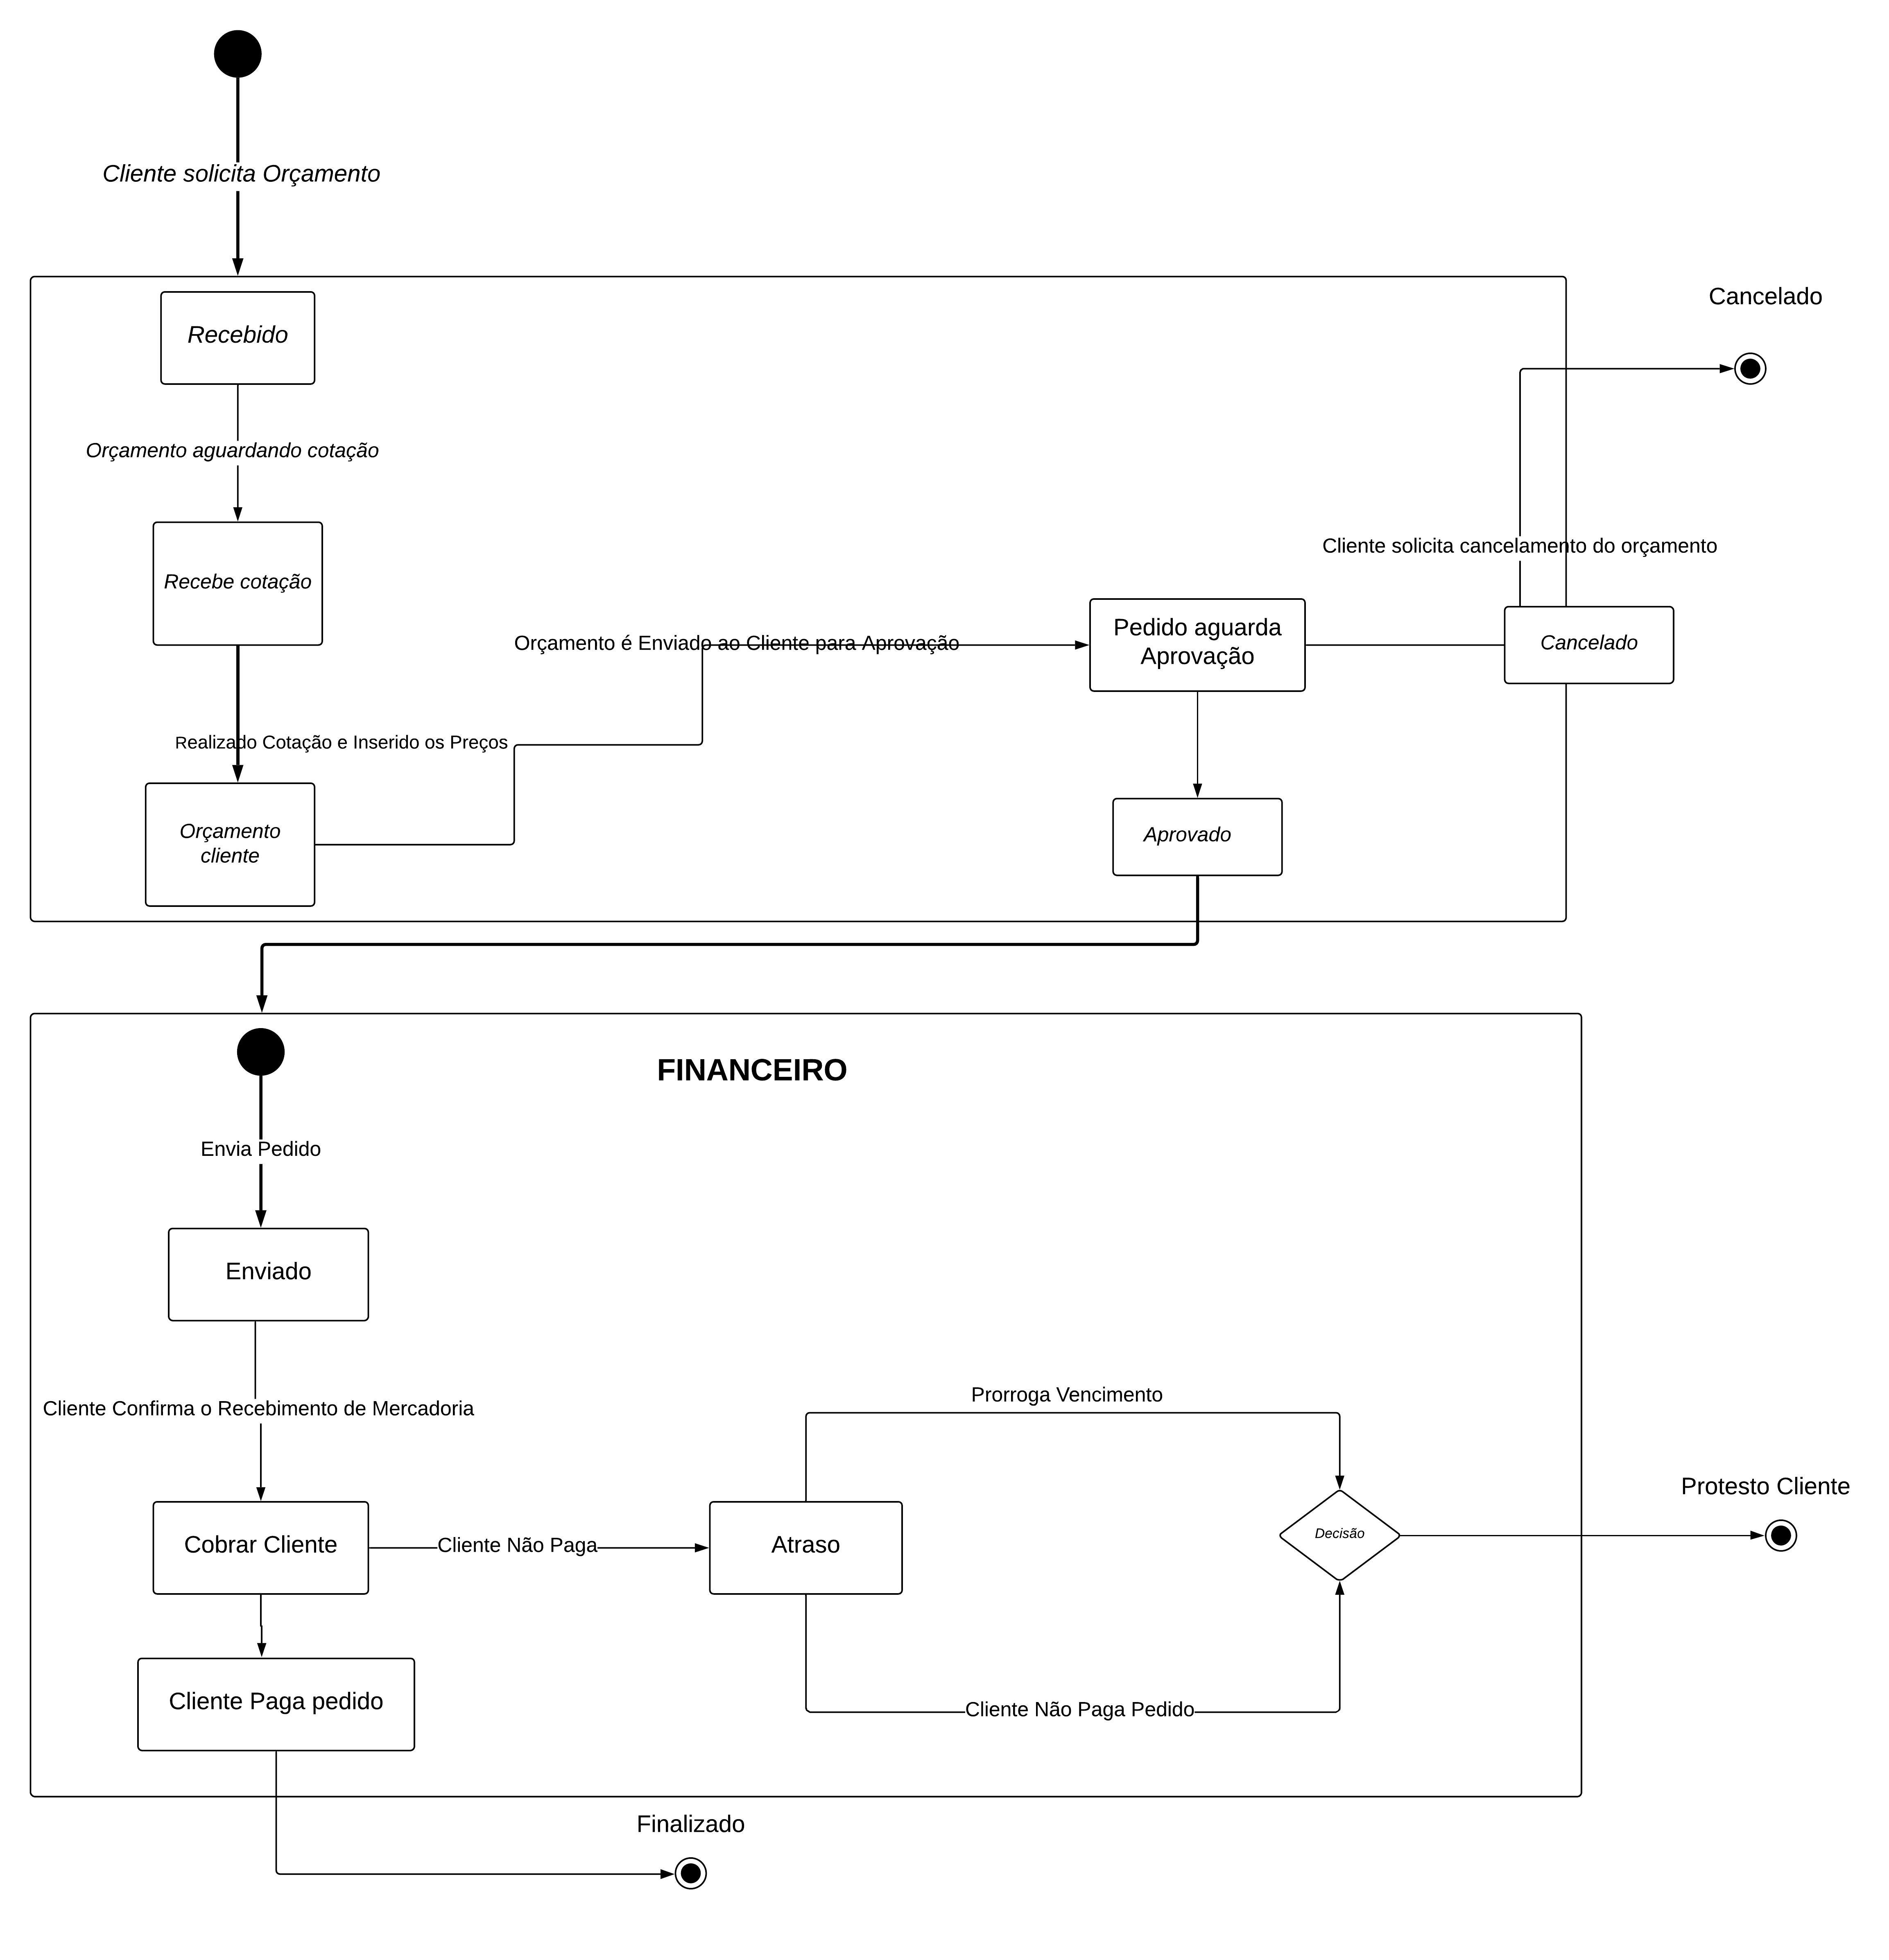 Cliente solicita Orçamento
Cancelado
Recebido
Orçamento aguardando cotação
Cliente solicita cancelamento do orçamento
Recebe cotação
Orçamento é Enviado ao Cliente para Aprovação
Pedido aguarda
Aprovação
Cancelado
Realizado Cotação e Inserido os Preços
Orçamento
cliente
Aprovado
FINANCEIRO
Envia Pedido
Enviado
Cliente Confirma o Recebimento de Mercadoria
Prorroga Vencimento
Protesto Cliente
Cobrar Cliente
Cliente Não Paga
Atraso
Decisão
Cliente Paga pedido
Cliente Não Paga Pedido
Finalizado